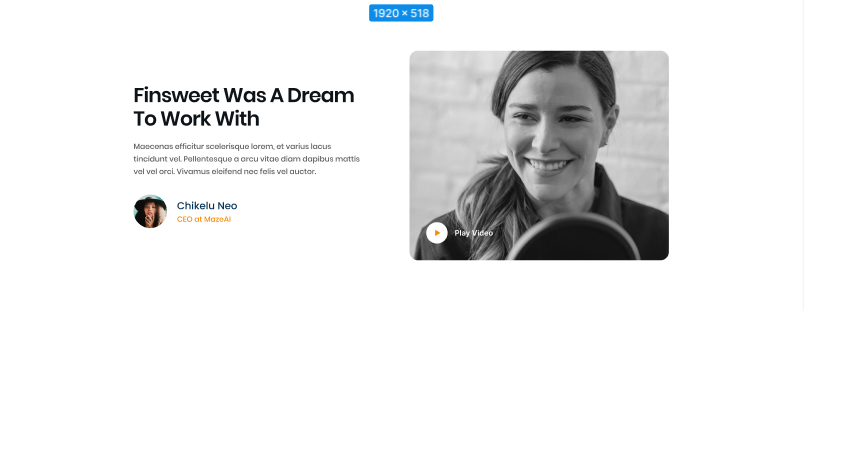 1920 × 518
Finsweet Was A Dream
To Work With
Maecenas efficitur scelerisque lorem, et varius lacus
tincidunt vel. Pellentesque a arcu vitae diam dapibus mattis
vel vel orci. Vivamus eleifend nec felis vel auctor.
Chikelu Neo
CEO at MazeAI
Play Video